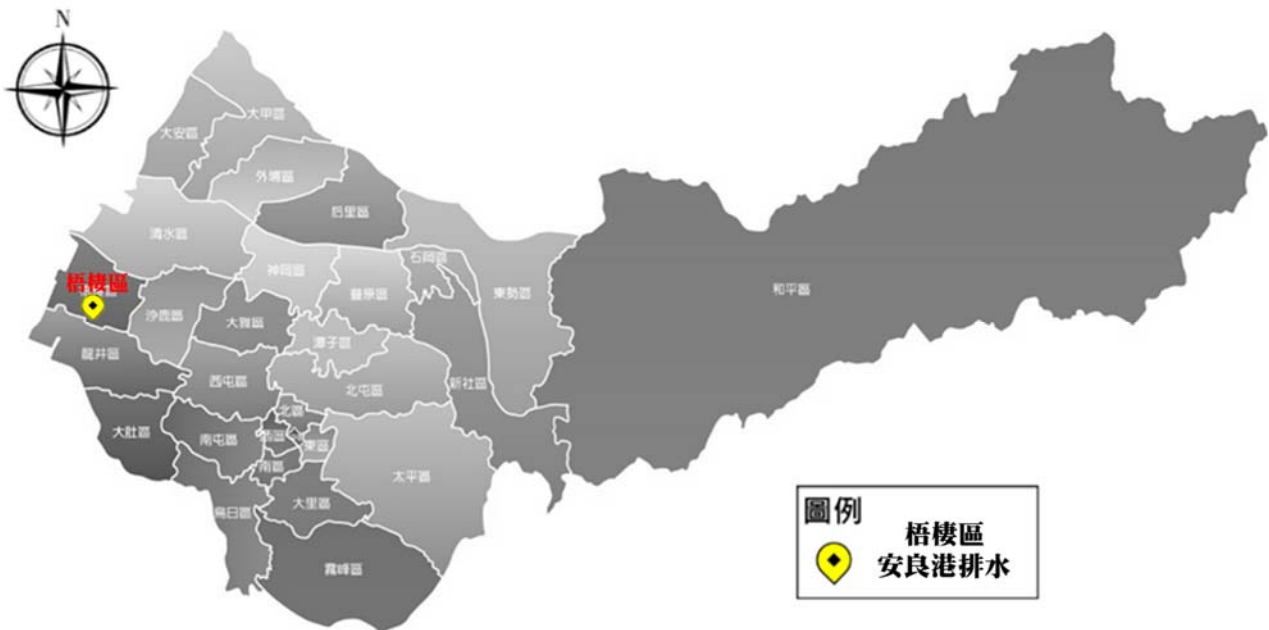 N
大甲區
大安區
外埔區
后里區
清水區
石岡區
神岡區
豐原區
東勢區
和平區
梧棲區
沙鹿區
大雅區
潭子區
龍井區
西屯區
北屯區
新社區
北區
大肚區
南屯區
西區
東區
南區
太平區
大里區
烏日區
霧峰區
圖例
梧棲區
安良港排水